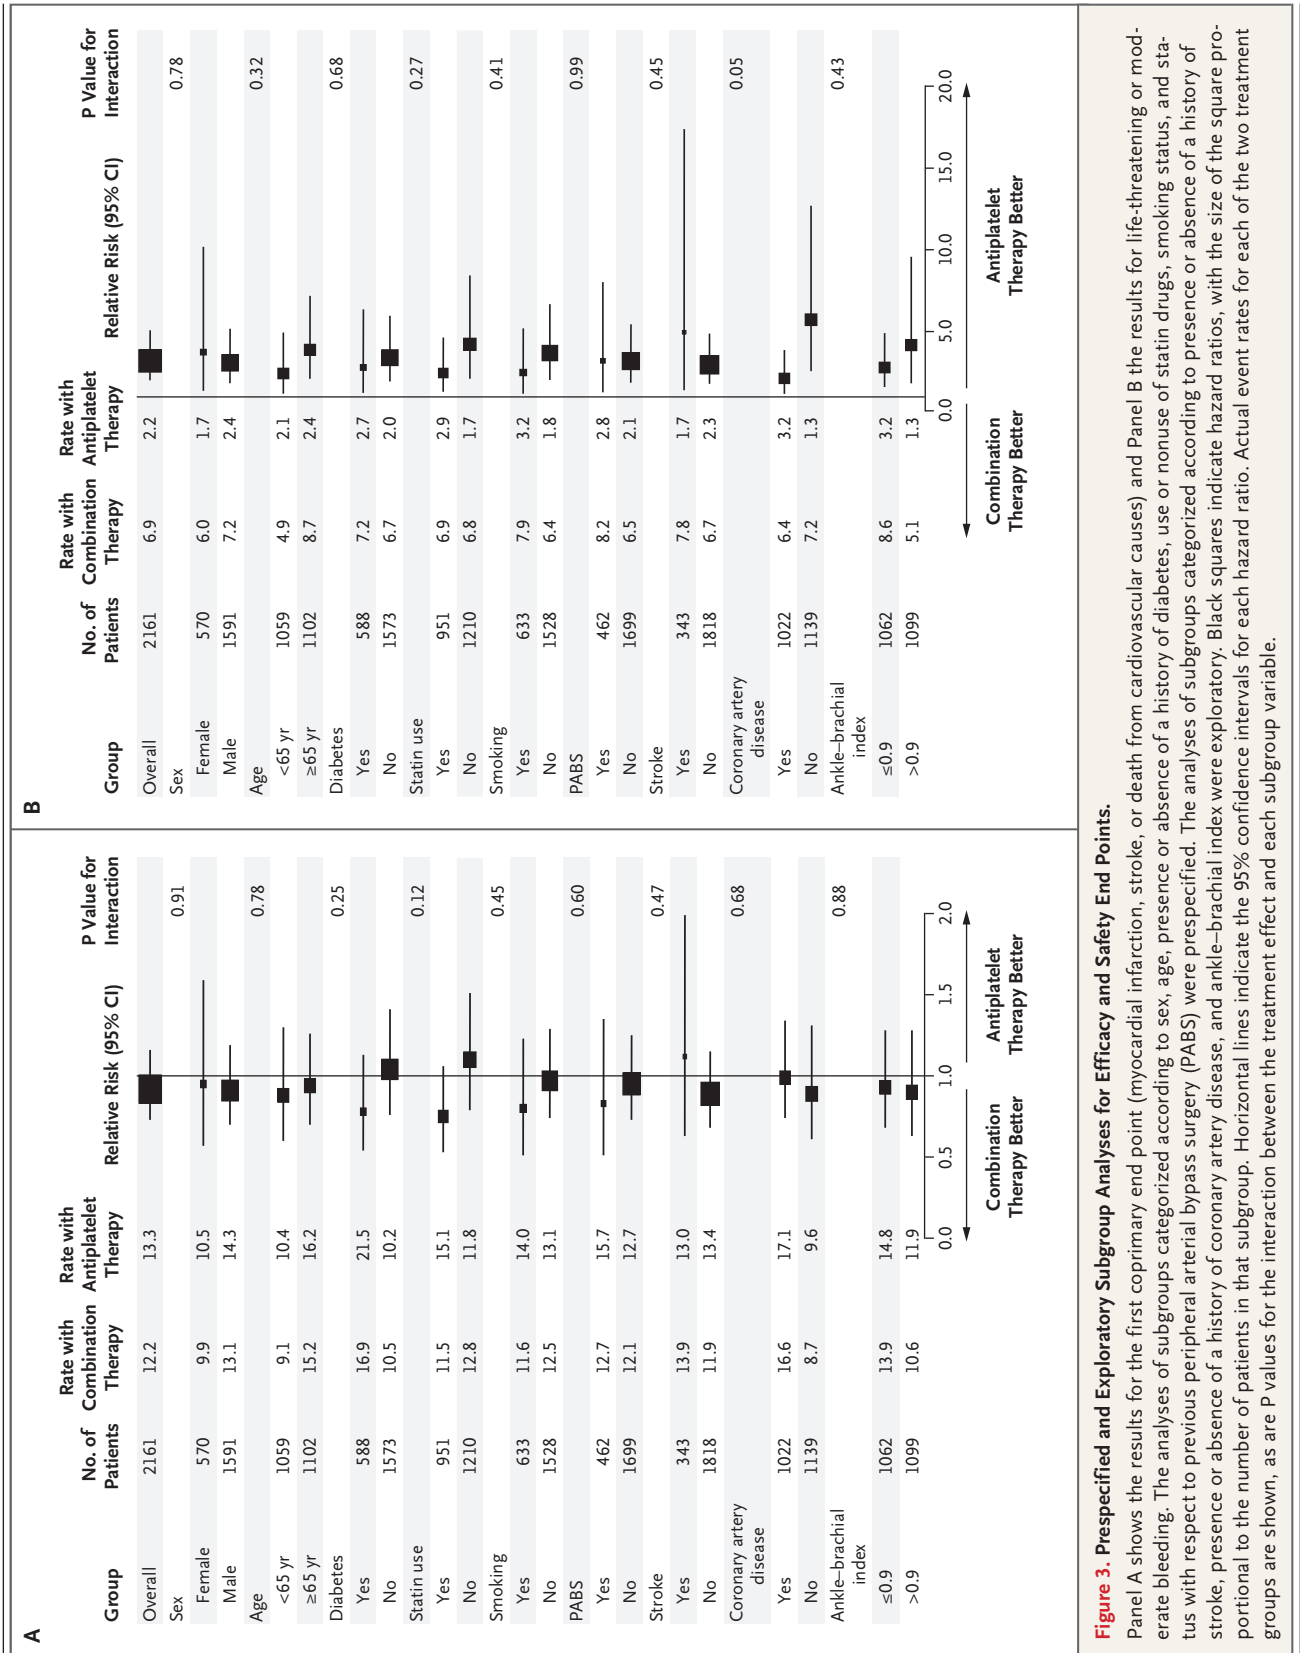 A
Group
No. of Patients
Rate with Combination Therapy
Rate with Antiplatelet Therapy
Relative Risk (95% CI)
P Value for Interaction
Overall 2161 12.2 13.3
Sex 0.91
Female 570 9.9 10.5
Male 1591 13.1 14.3
Age 0.78
<65 yr 1059 9.1 10.4
≥65 yr 1102 15.2 16.2
Diabetes 0.25
Yes 588 16.9 21.5
No 1573 10.5 10.2
Statin use 0.12
Yes 951 11.5 15.1
No 1210 12.8 11.8
Smoking 0.45
Yes 633 11.6 14.0
No 1528 12.5 13.1
PABS 0.60
Yes 462 12.7 15.7
No 1699 12.1 12.7
Stroke 0.47
Yes 343 13.9 13.0
No 1818 11.9 13.4
Coronary artery 0.68
disease
Yes 1022 16.6 17.1
No 1139 8.7 9.6
Ankle–brachial 0.88
index
≤0.9 1062 13.9 14.8
>0.9 1099 10.6 11.9
0.0 0.5 1.0 1.5 2.0
Combination Therapy Better
Antiplatelet Therapy Better
B
Group
No. of Patients
Rate with Combination Therapy
Rate with Antiplatelet Therapy
Relative Risk (95% CI)
P Value for Interaction
Overall 2161 6.9 2.2
Sex 0.78
Female 570 6.0 1.7
Male 1591 7.2 2.4
Age 0.32
<65 yr 1059 4.9 2.1
≥65 yr 1102 8.7 2.4
Diabetes 0.68
Yes 588 7.2 2.7
No 1573 6.7 2.0
Statin use 0.27
Yes 951 6.9 2.9
No 1210 6.8 1.7
Smoking 0.41
Yes 633 7.9 3.2
No 1528 6.4 1.8
PABS 0.99
Yes 462 8.2 2.8
No 1699 6.5 2.1
Stroke 0.45
Yes 343 7.8 1.7
No 1818 6.7 2.3
Coronary artery 0.05
disease
Yes 1022 6.4 3.2
No 1139 7.2 1.3
Ankle–brachial 0.43
index
≤0.9 1062 8.6 3.2
>0.9 1099 5.1 1.3
0.0 5.0 10.0 15.0 20.0
Combination Therapy Better
Antiplatelet Therapy Better
Figure 3. Prespecified and Exploratory Subgroup Analyses for Efficacy and Safety End Points.
Panel A shows the results for the first coprimary end point (myocardial infarction, stroke, or death from cardiovascular causes) and Panel B the results for life-threatening or mod-
erate bleeding. The analyses of subgroups categorized according to sex, age, presence or absence of a history of diabetes, use or nonuse of statin drugs, smoking status, and sta-
tus with respect to previous peripheral arterial bypass surgery (PABS) were prespecified. The analyses of subgroups categorized according to presence or absence of a history of
stroke, presence or absence of a history of coronary artery disease, and ankle–brachial index were exploratory. Black squares indicate hazard ratios, with the size of the square pro-
portional to the number of patients in that subgroup. Horizontal lines indicate the 95% confidence intervals for each hazard ratio. Actual event rates for each of the two treatment
groups are shown, as are P values for the interaction between the treatment effect and each subgroup variable.